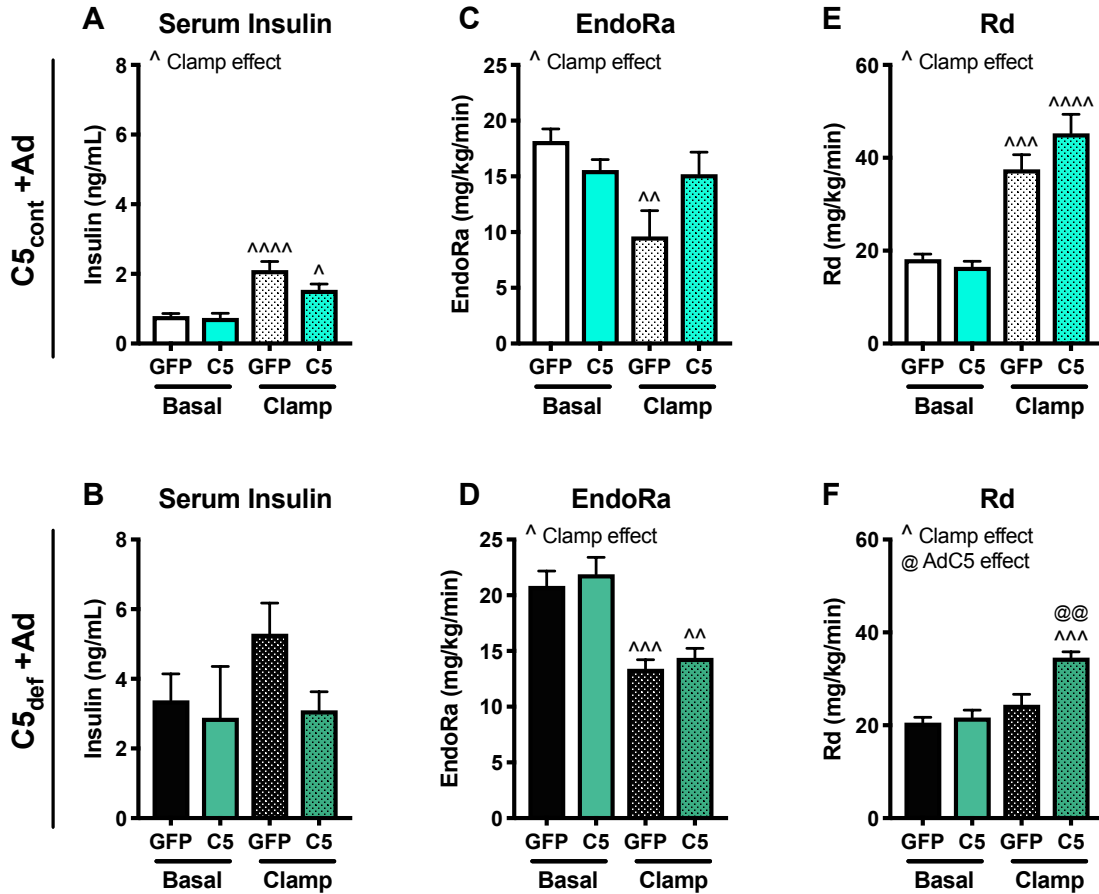 C5cont +Ad
A
Serum Insulin
^ Clamp effect
Insulin (ng/mL)
8
6
4
2
0
^^^^
^
GFP C5 GFP C5
Basal Clamp
C
EndoRa
^ Clamp effect
EndoRa (mg/kg/min)
25
20
15
10
5
0
^^
GFP C5 GFP C5
Basal Clamp
E
Rd
^ Clamp effect
Rd (mg/kg/min)
60
40
20
0
^^^
^^^^
GFP C5 GFP C5
Basal Clamp
C5def +Ad
B
Serum Insulin
Insulin (ng/mL)
8
6
4
2
0
GFP C5 GFP C5
Basal Clamp
D
EndoRa
^ Clamp effect
EndoRa (mg/kg/min)
25
20
15
10
5
0
^^^
^^
GFP C5 GFP C5
Basal Clamp
F
Rd
^ Clamp effect
@ AdC5 effect
Rd (mg/kg/min)
60
40
20
0
@@
^^^
GFP C5 GFP C5
Basal Clamp